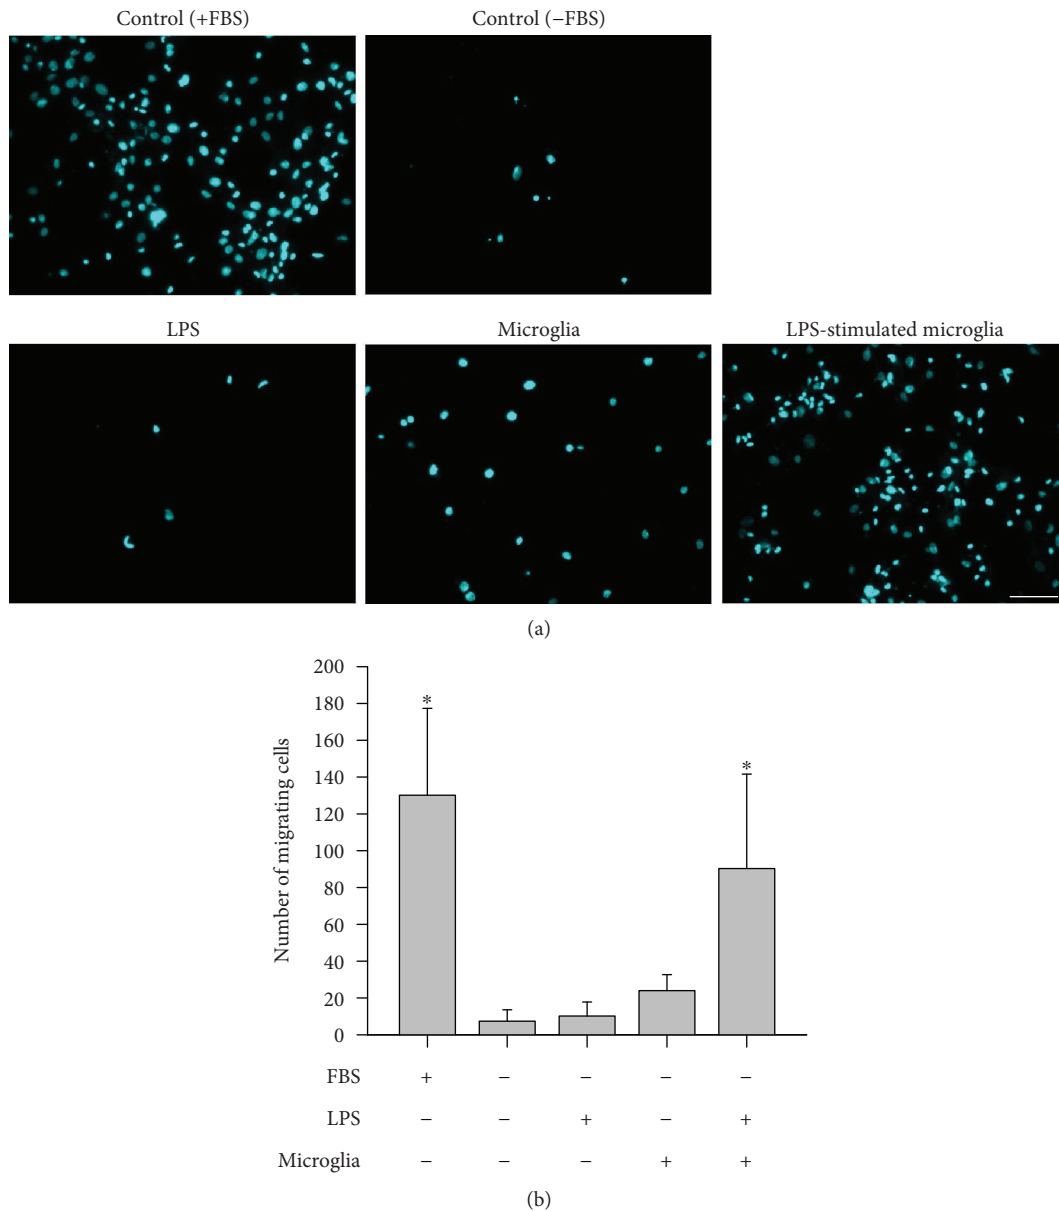 Control (+FBS) Control (−FBS)
LPS Microglia LPS-stimulated microglia
(a)
200
180
160
140
120
100
80
60
40
20
0
Number of migrating cells
* *
FBS + − − − −
LPS − − + − +
Microglia − − − + +
(b)